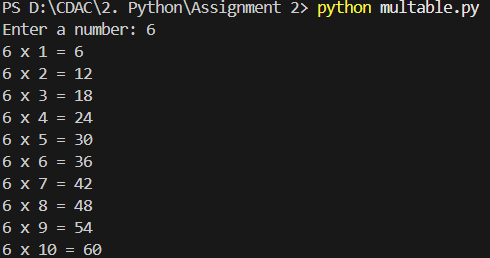 PS D:\CDAC\2. Python\Assignment 2> python multable.py
Enter a number: 6
6 x 1 = 6
6 x 2 = 12
6 x 3 = 18
6 x 4 = 24
6 x 5 = 30
6 x 6 = 36
6 x 7 = 42
6 x 8 = 48
6 x 9 = 54
6 x 10 = 60